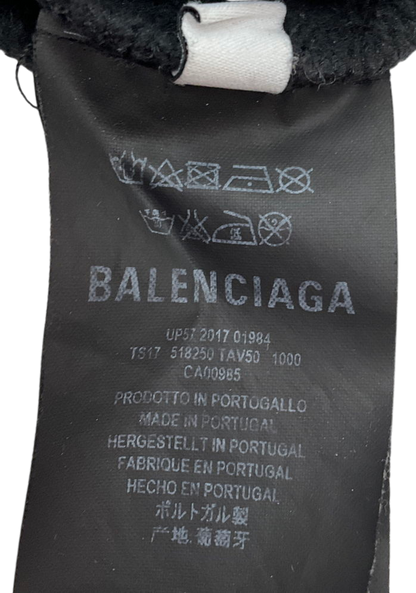 BALENCIAGA
UP57 2017 01984
TS17 518250 TAV50 1000
CA00985
PRODOTTO IN PORTOGALLO
MADE IN PORTUGAL
HERGESTELLT IN PORTUGAL
FABRIQUE EN PORTUGAL
HECHO EN PORTUGAL
ポルトガル製
产地.葡萄牙